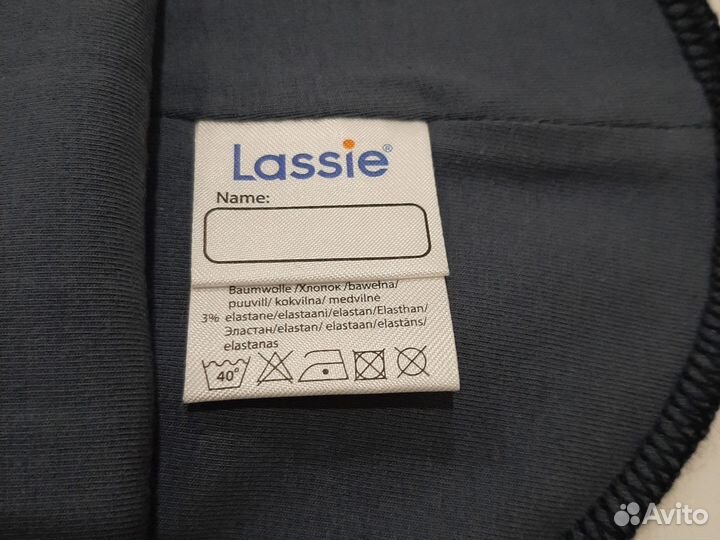 Lassie®
Name:
Baumwolle /Хлопок /bawełna/
puuvill/ kokvilna/ medvilnė
3% elastane/elastaani/elastan/Elasthan/
Эластан/elastan/ elastaan/elastāns/
elastanas
40°
Avito